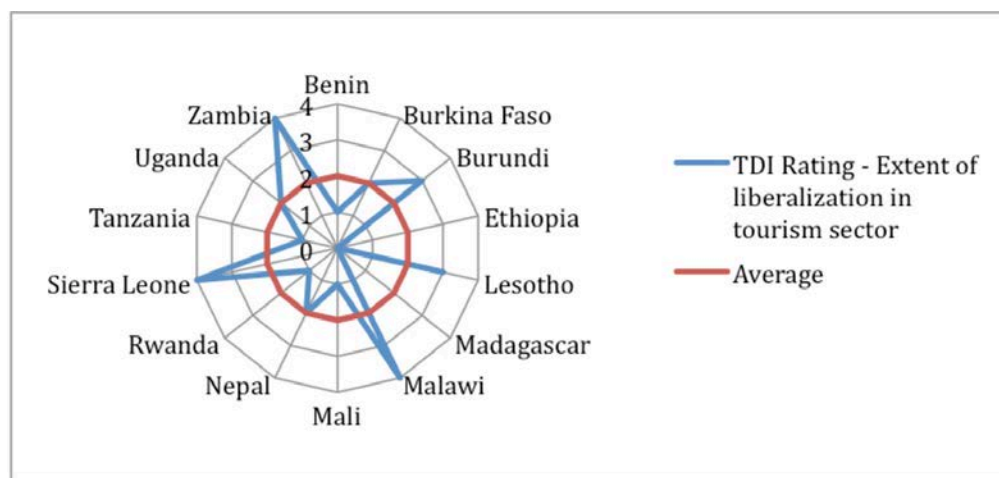 Benin
Burkina Faso
Burundi
Ethiopia
Lesotho
Madagascar
Malawi
Mali
Nepal
Rwanda
Sierra Leone
Tanzania
Uganda
Zambia
4
3
2
1
0
TDI Rating - Extent of
liberalization in
tourism sector
Average